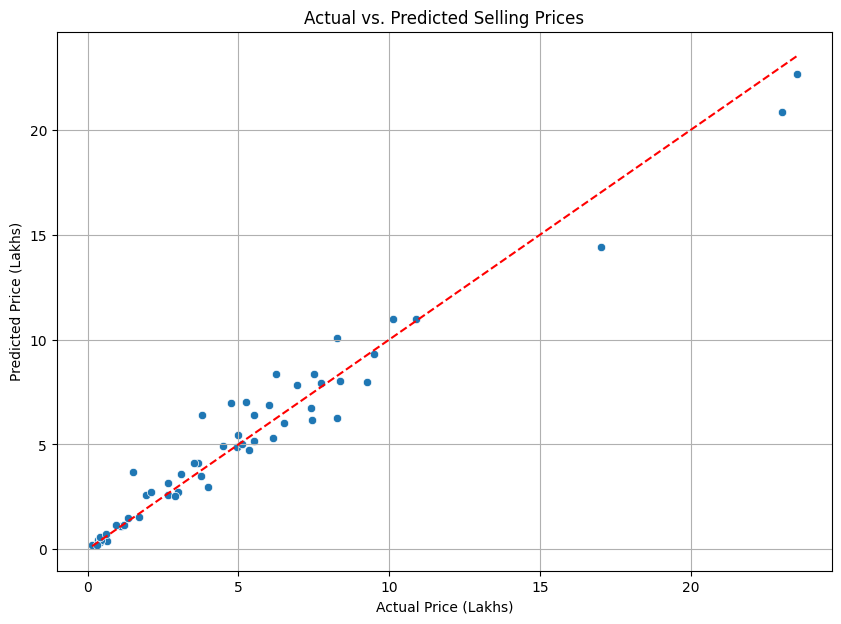 Actual vs. Predicted Selling Prices
20
15
10
5
0
Predicted Price (Lakhs)
0 5 10 15 20
Actual Price (Lakhs)